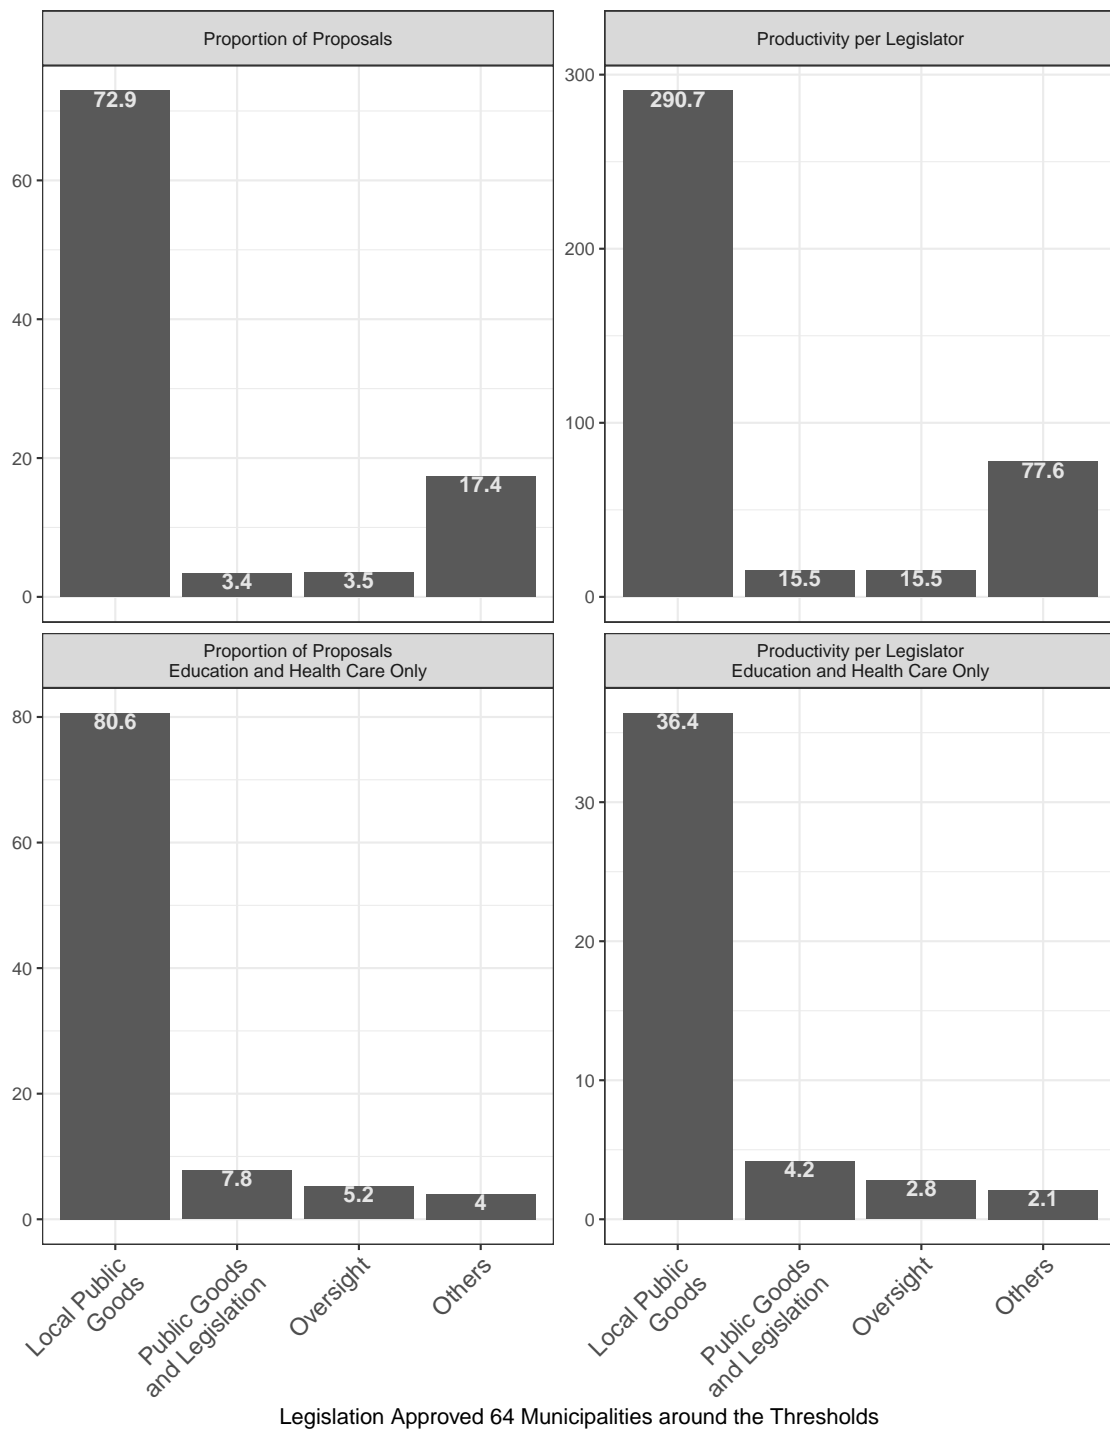 Proportion of Proposals
72.9
3.4
3.5
17.4
60
40
20
0
Productivity per Legislator
290.7
15.5
15.5
77.6
300
200
100
0
Proportion of Proposals
Education and Health Care Only
80.6
7.8
5.2
4
80
60
40
20
0
Productivity per Legislator
Education and Health Care Only
36.4
4.2
2.8
2.1
30
20
10
0
Local Public
Goods
Public Goods
and Legislation
Oversight
Others
Local Public
Goods
Public Goods
and Legislation
Oversight
Others
Legislation Approved 64 Municipalities around the Thresholds